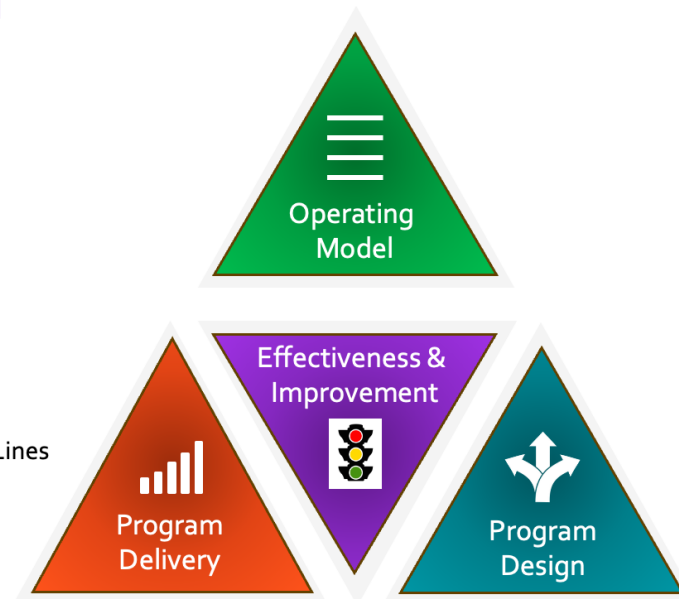 Operating
Model
Effectiveness &
Improvement
Lines
Program
Delivery
Program
Design